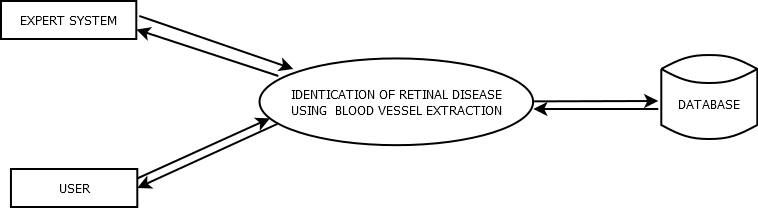 EXPERT SYSTEM
IDENTICATION OF RETINAL DISEASE
USING BLOOD VESSEL EXTRACTION
DATABASE
USER